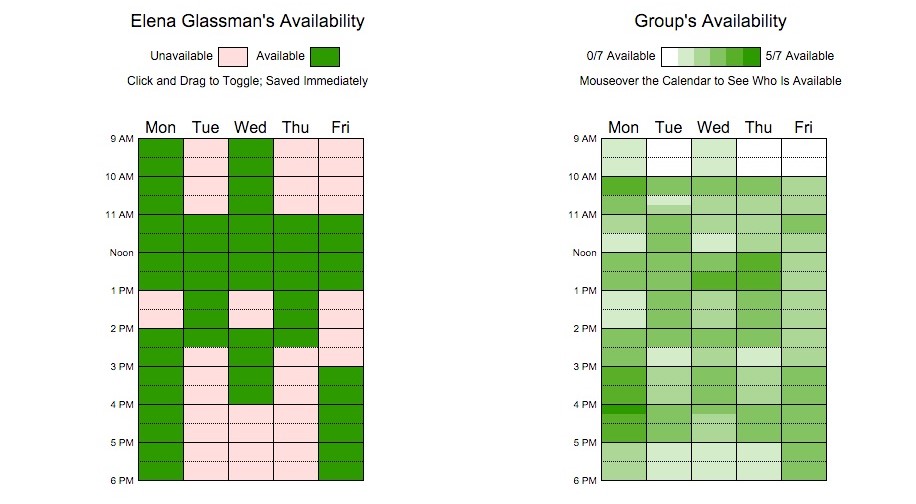 Elena Glassman's Availability
Unavailable Available
Click and Drag to Toggle; Saved Immediately
Mon Tue Wed Thu Fri
9 AM
10 AM
11 AM
Noon
1 PM
2 PM
3 PM
4 PM
5 PM
6 PM
Group's Availability
0/7 Available 5/7 Available
Mouseover the Calendar to See Who Is Available
Mon Tue Wed Thu Fri
9 AM
10 AM
11 AM
Noon
1 PM
2 PM
3 PM
4 PM
5 PM
6 PM